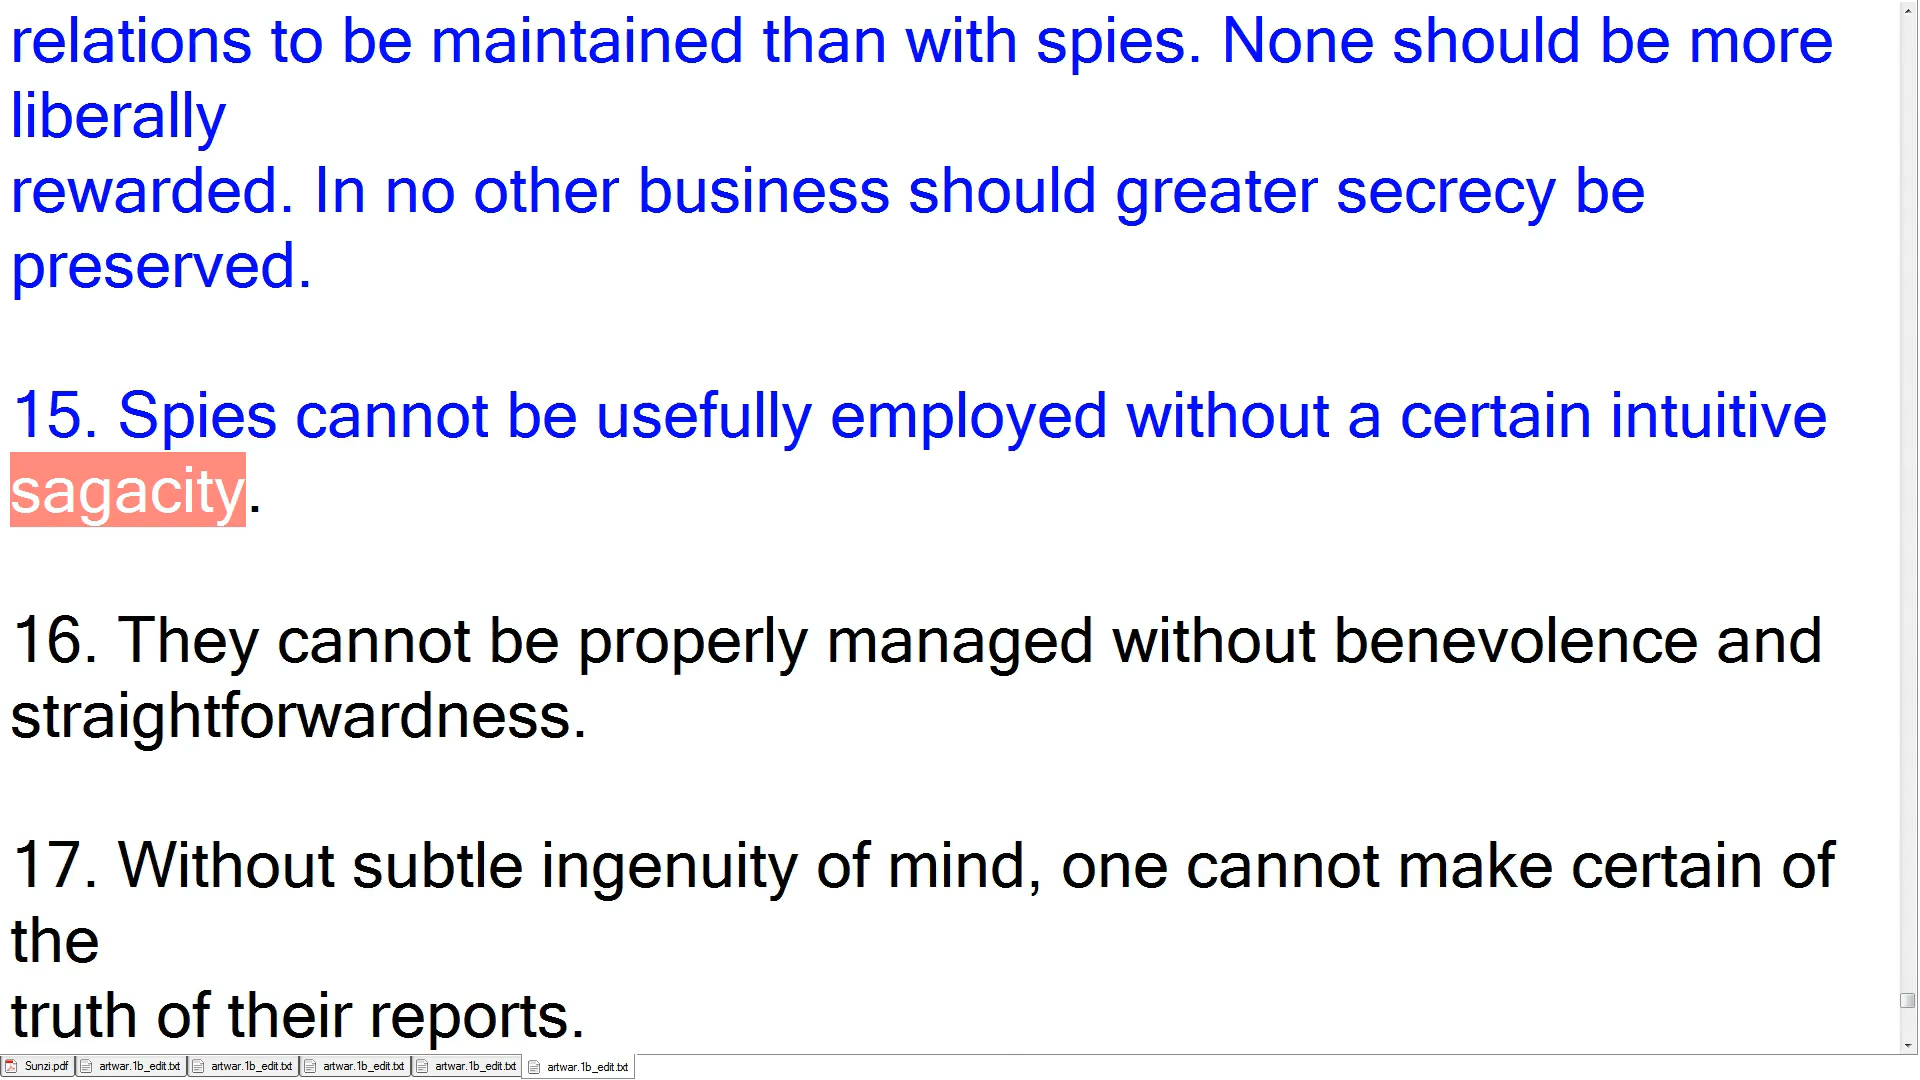 relations to be maintained than with spies. None should be more
liberally
rewarded. In no other business should greater secrecy be
preserved.
15. Spies cannot be usefully employed without a certain intuitive
sagacity.
16. They cannot be properly managed without benevolence and
straightforwardness.
17. Without subtle ingenuity of mind, one cannot make certain of
the
truth of their reports.
Sunzi.pdf artwar.1b_edit.txt artwar.1b_edit.txt artwar.1b_edit.txt artwar.1b_edit.txt artwar.1b_edit.txt